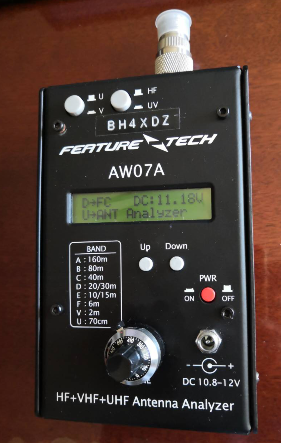 U
V
HF
UV
BH4XDZ
FEATURE TECH
AW07A
D→FC DC:11.18V
U→ANT Analyzer
BAND
A : 160m
B : 80m
C : 40m
D : 20/30m
E : 10/15m
F : 6m
V : 2m
U : 70cm
Up
Down
PWR
ON
OFF
DC 10.8-12V
HF+VHF+UHF Antenna Analyzer